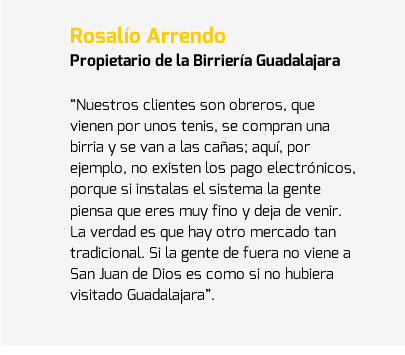 Rosalío Arrendo
Propietario de la Birriería Guadalajara
“Nuestros clientes son obreros, que
vienen por unos tenis, se compran una
birria y se van a las cañas; aquí, por
ejemplo, no existen los pago electrónicos,
porque si instalas el sistema la gente
piensa que eres muy fino y deja de venir.
La verdad es que hay otro mercado tan
tradicional. Si la gente de fuera no viene a
San Juan de Dios es como si no hubiera
visitado Guadalajara”.